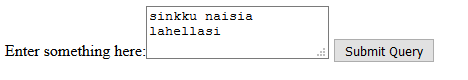 sinkku naisia
lahellasi
Enter something here:
Submit Query